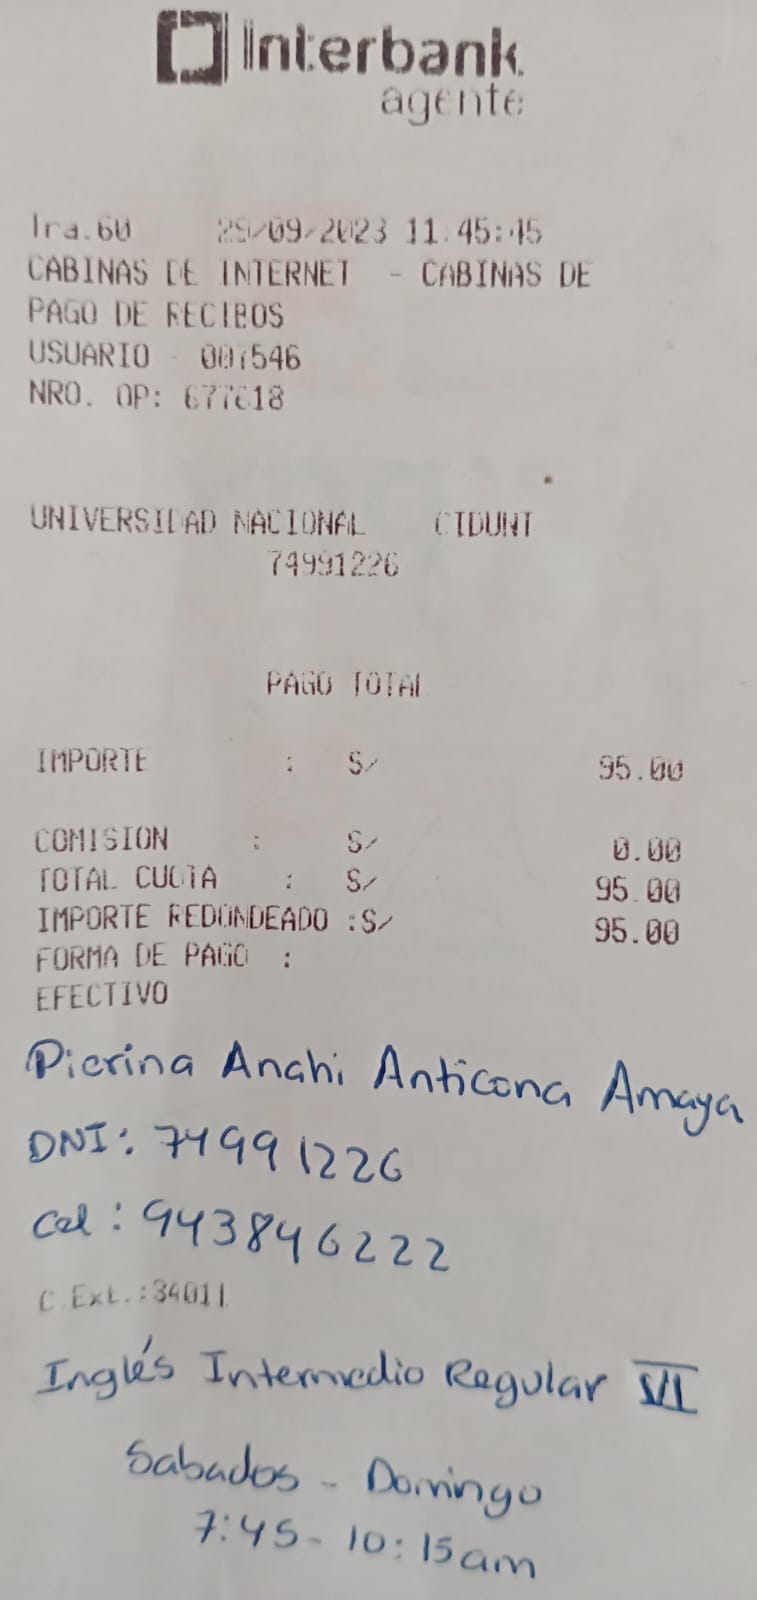 Interbank
agente
Tra.60 29/09/2023 11:45:45
CABINAS DE INTERNET - CABINAS DE
PAGO DE RECIBOS
USUARIO - 007546
NRO. OP: 677618
UNIVERSIDAD NACIONAL CIDUNT
74991226
PAGO TOTAL
IMPORTE : S/ 95.00
COMISION : S/ 0.00
TOTAL CUOTA : S/ 95.00
IMPORTE REDONDEADO :S/ 95.00
FORMA DE PAGO :
EFECTIVO
Pierina Anahi Anticona Amaya
DNI: 74991226
Cel: 943846222
C.Ext.:34011
Inglés Intermedio Regular VI
Sabados - Domingo
7:45 - 10:15am